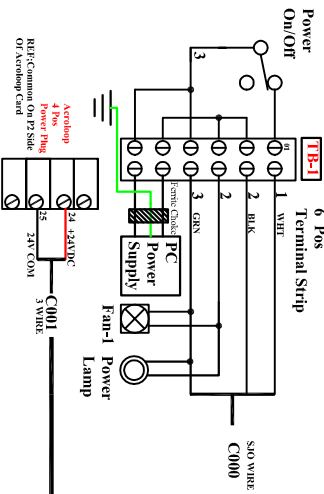 Power
On/Off
3
01
TB-1
6 Pos
Terminal Strip
1
WHT
2
BLK
2
3
GRN
Ferrite Choke
PC
Power
Supply
Fan-1
Power
Lamp
SJO WIRE
C000
REF:Common On P2 Side
Of Acroloop Card
Acroloop
4 Pos
Power Plug
24
+24VDC
25
24V COM
C001
3 WIRE